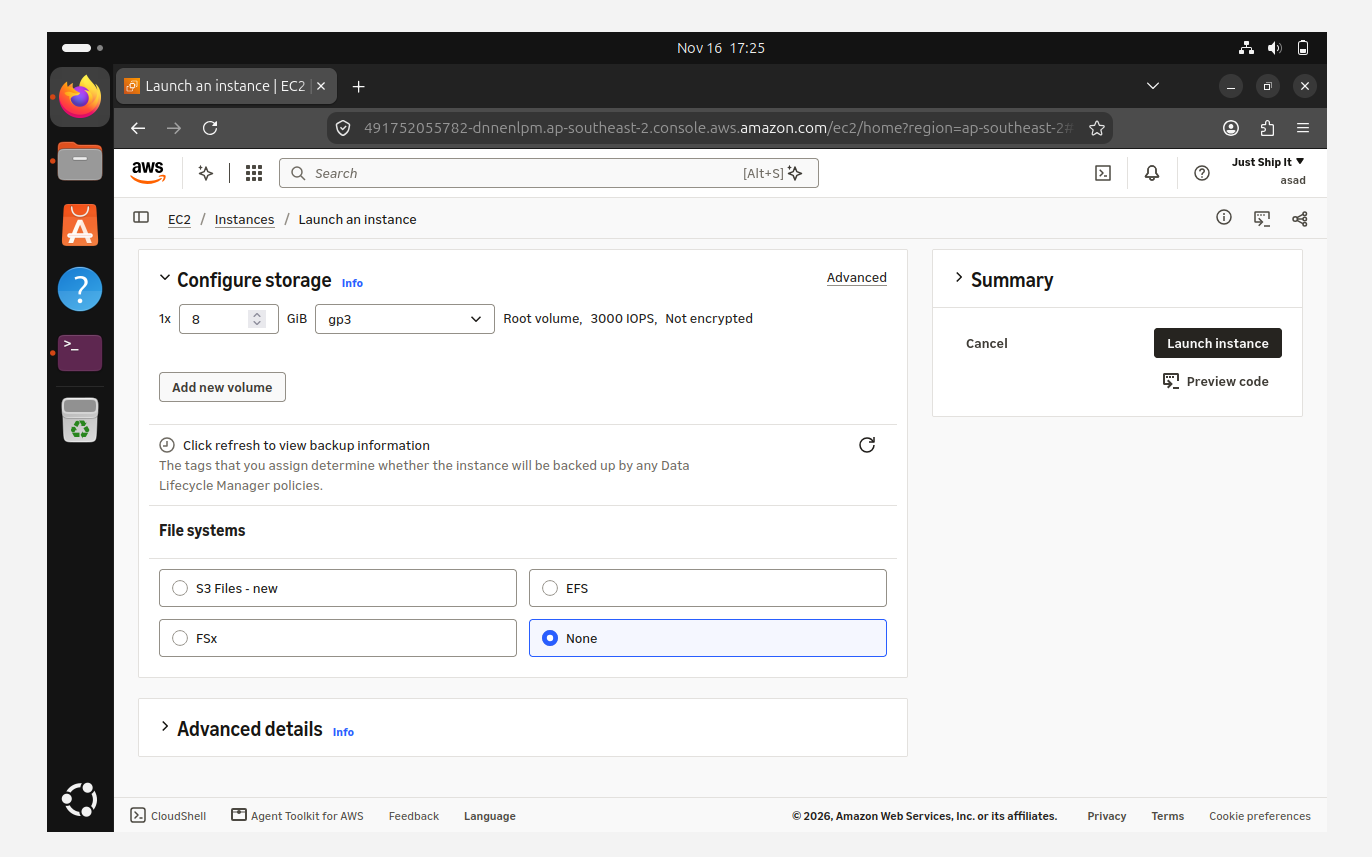 Nov 16 17:25
Launch an instance | EC2
491752055782-dnnenlpm.ap-southeast-2.console.aws.amazon.com/ec2/home?region=ap-southeast-2#
aws
Search
[Alt+S]
Just Ship It
asad
EC2 / Instances / Launch an instance
Configure storage Info
Advanced
1x 8 GiB gp3 Root volume, 3000 IOPS, Not encrypted
Add new volume
Click refresh to view backup information
The tags that you assign determine whether the instance will be backed up by any Data
Lifecycle Manager policies.
File systems
S3 Files - new
EFS
FSx
None
Advanced details Info
Summary
Cancel
Launch instance
Preview code
CloudShell
Agent Toolkit for AWS
Feedback
Language
© 2026, Amazon Web Services, Inc. or its affiliates.
Privacy
Terms
Cookie preferences